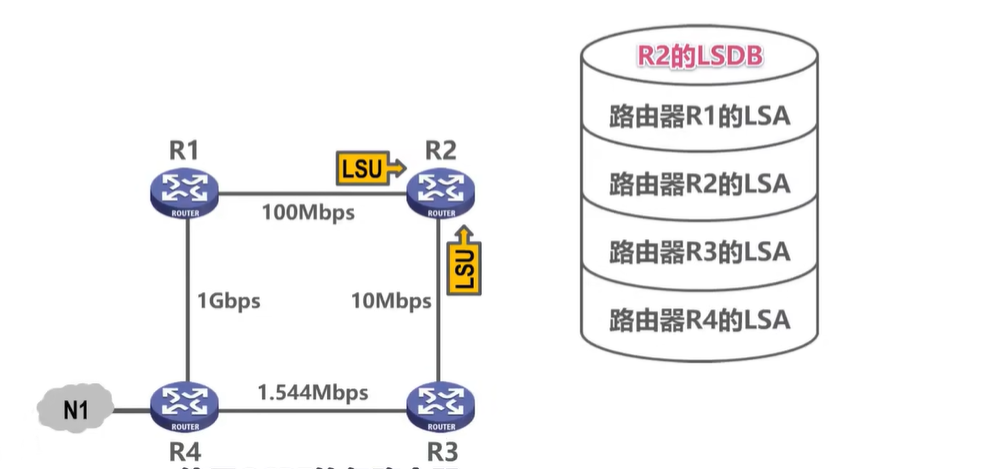 R2的LSDB
路由器R1的LSA
路由器R2的LSA
路由器R3的LSA
路由器R4的LSA
R1
LSU
R2
ROUTER
100Mbps
ROUTER
LSU
1Gbps
10Mbps
N1
1.544Mbps
ROUTER
ROUTER
R4
R3